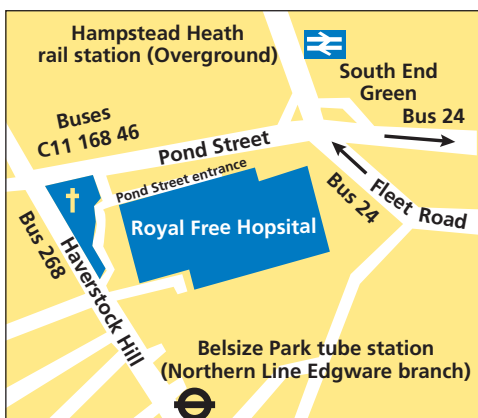 Hampstead Heath
rail station (Overground)
South End
Green
Bus 24
Buses
C11 168 46
Pond Street
Pond Street entrance
Bus 24
Fleet Road
Royal Free Hopsital
Bus 268
Haverstock Hill
Belsize Park tube station
(Northern Line Edgware branch)